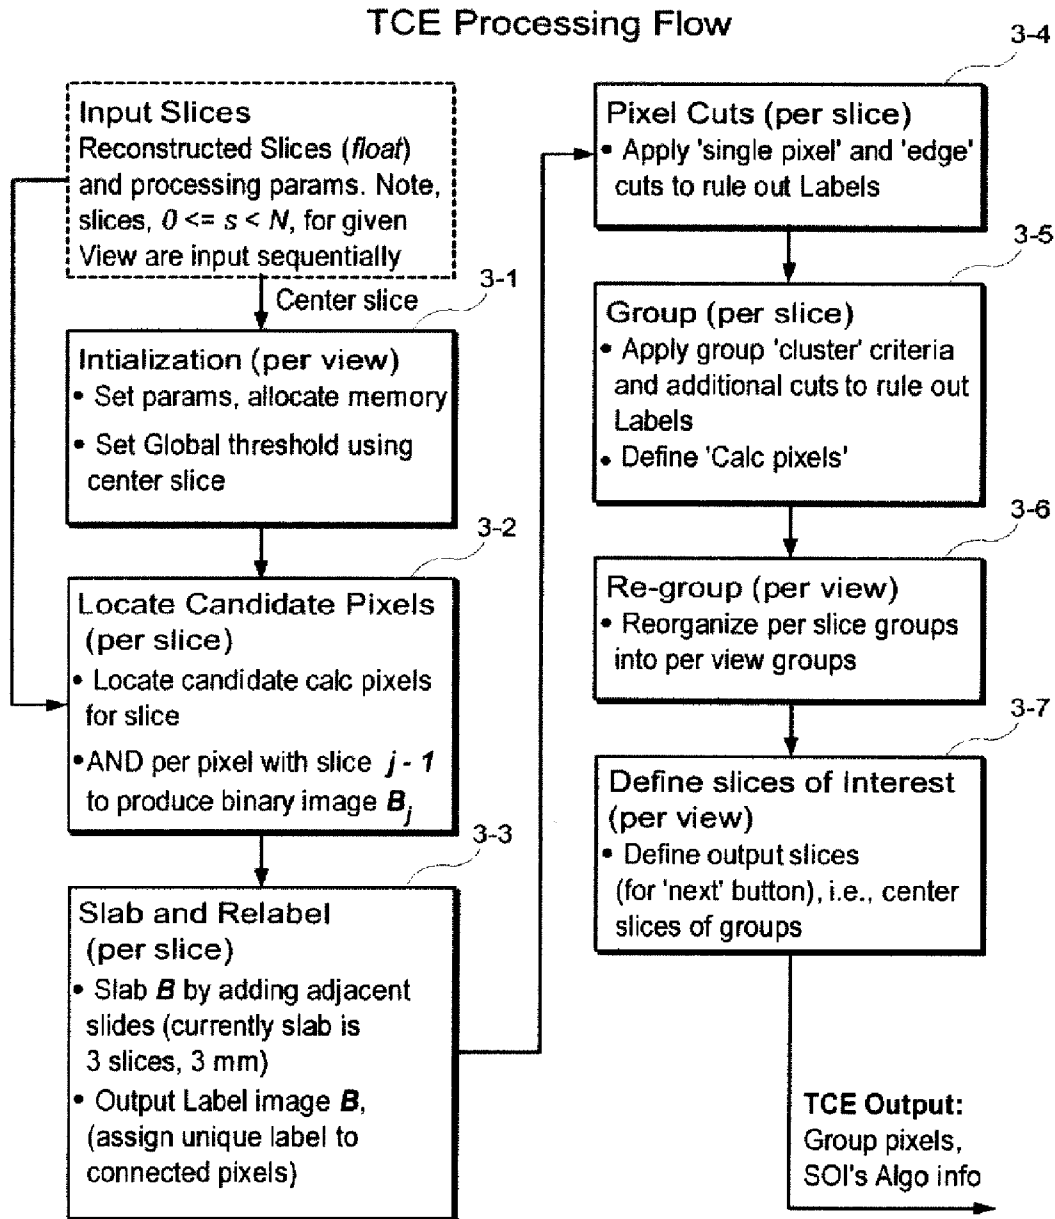 TCE Processing Flow
Input Slices
Reconstructed Slices (float)
and processing params. Note,
slices, 0 <= s < N, for given
View are input sequentially
Center slice
3-1
Intialization (per view)
• Set params, allocate memory
• Set Global threshold using
center slice
3-2
Locate Candidate Pixels
(per slice)
• Locate candidate calc pixels
for slice
•AND per pixel with slice j - 1
to produce binary image Bj
3-3
Slab and Relabel
(per slice)
• Slab B by adding adjacent
slides (currently slab is
3 slices, 3 mm)
• Output Label image B,
(assign unique label to
connected pixels)
3-4
Pixel Cuts (per slice)
• Apply 'single pixel' and 'edge'
cuts to rule out Labels
3-5
Group (per slice)
• Apply group 'cluster' criteria
and additional cuts to rule out
Labels
• Define 'Calc pixels'
3-6
Re-group (per view)
• Reorganize per slice groups
into per view groups
3-7
Define slices of Interest
(per view)
• Define output slices
(for 'next' button), i.e., center
slices of groups
TCE Output:
Group pixels,
SOI's Algo info